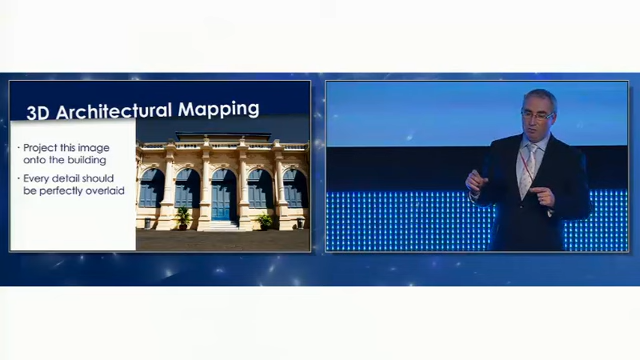 3D Architectural Mapping
· Project this image
onto the building
· Every detail should
be perfectly overlaid